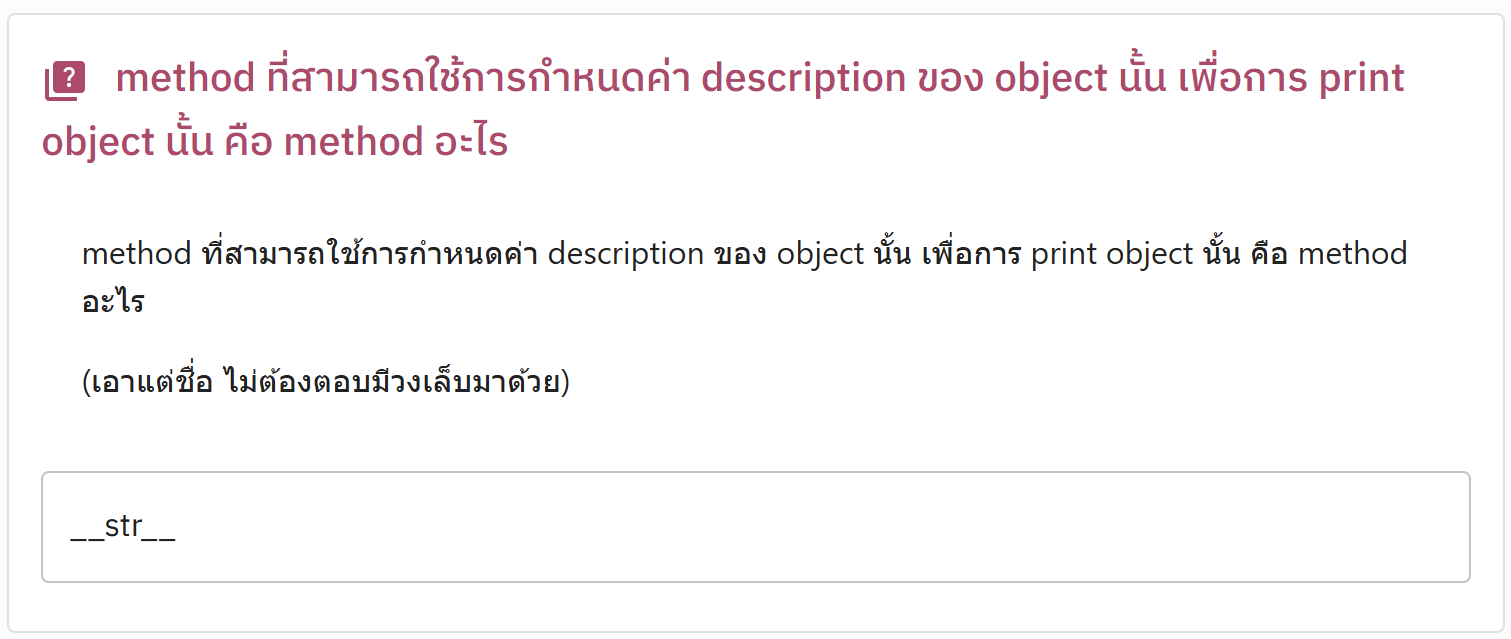 method ที่สามารถใช้การกำหนดค่า description ของ object นั้น เพื่อการ print
object นั้น คือ method อะไร
method ที่สามารถใช้การกำหนดค่า description ของ object นั้น เพื่อการ print object นั้น คือ method
อะไร
(เอาแต่ชื่อ ไม่ต้องตอบมีวงเล็บมาด้วย)
__str__